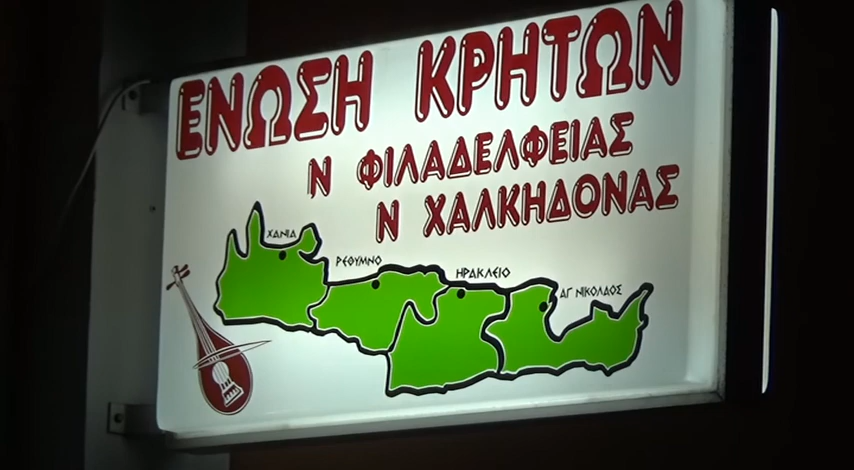 ΕΝΩΣΗ ΚΡΗΤΩΝ
Ν ΦΙΛΑΔΕΛΦΕΙΑΣ
Ν ΧΑΛΚΗΔΟΝΑΣ
ΧΑΝΙΑ
ΡΕΘΥΜΝΟ
ΗΡΑΚΛΕΙΟ
ΑΓ ΝΙΚΟΛΑΟΣ